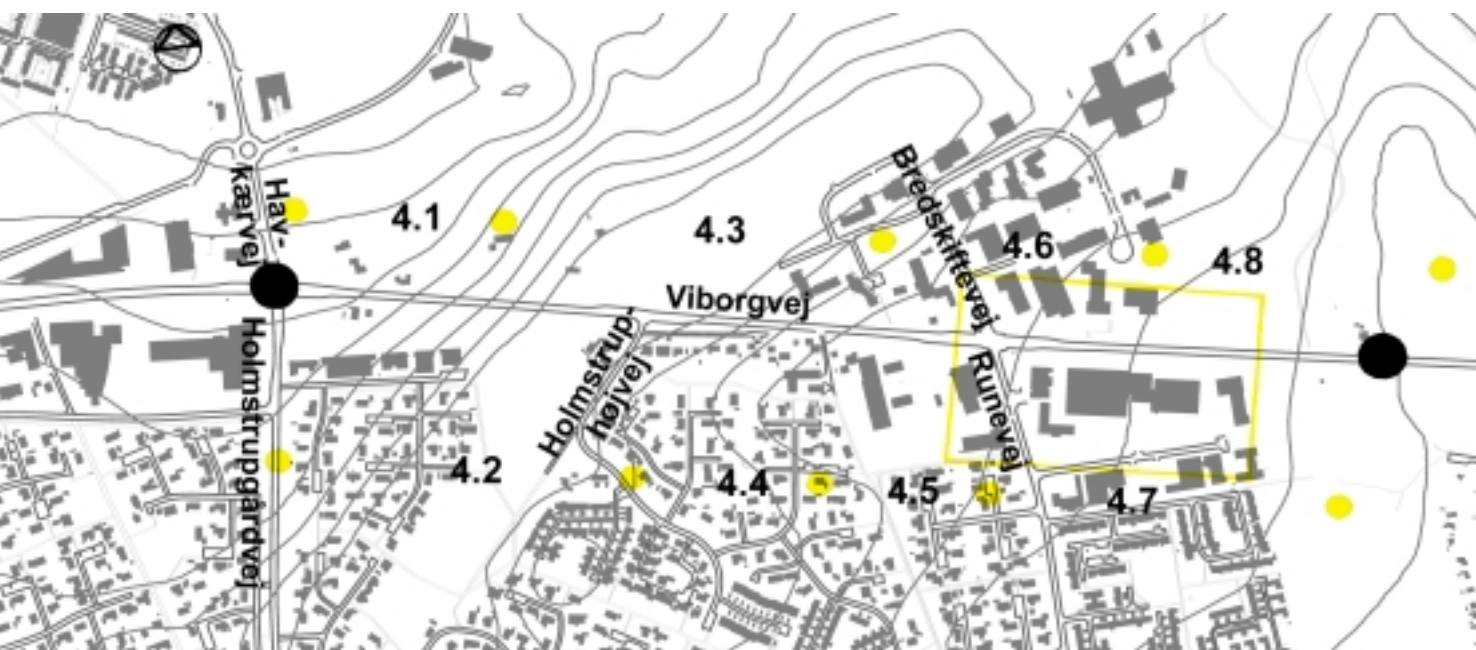 Hav-
kærvej
4.1
4.3
Bredskiftevej
4.6
4.8
Viborgvej
Holmstrup-
højvej
Holmstrupgårdvej
Runevej
4.2
4.4
4.5
4.7